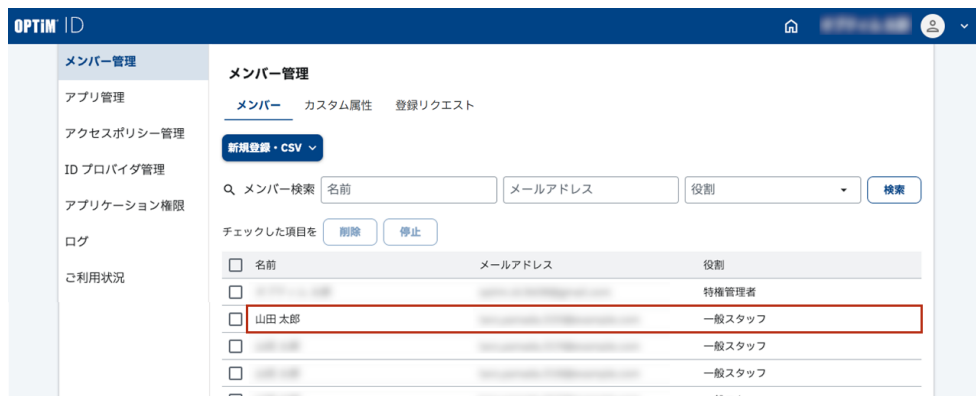 OPTiM ID
メンバー管理
アプリ管理
アクセスポリシー管理
ID プロバイダ管理
アプリケーション権限
ログ
ご利用状況
メンバー管理
メンバー カスタム属性 登録リクエスト
新規登録・CSV
メンバー検索 名前 メールアドレス 役割 検索
チェックした項目を 削除 停止
名前 メールアドレス 役割
特権管理者
山田 太郎 一般スタッフ
一般スタッフ
一般スタッフ